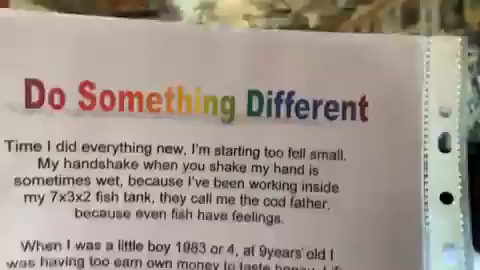 Do Something Different
Time I did everything new, I'm starting too fell small.
My handshake when you shake my hand is
sometimes wet, because I've been working inside
my 7x3x2 fish tank, they call me the cod father,
because even fish have feelings.
When I was a little boy 1983 or 4, at 9years old I
was having too earn own money to taste honey